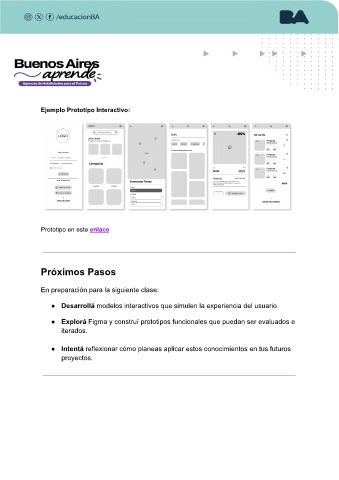 /educacionBA
BA
Buenos Aires
aprende
Agencia de Habilidades para el Futuro
Ejemplo Prototipo Interactivo:
LOGO
Categorías
Seleccionar Tienda
Prototipo en este enlace
Próximos Pasos
En preparación para la siguiente clase:
● Desarrollá modelos interactivos que simulen la experiencia del usuario
● Explorá Figma y construí prototipos funcionales que puedan ser evaluados e
iterados.
● Intentá reflexionar cómo planeas aplicar estos conocimientos en tus futuros
proyectos.